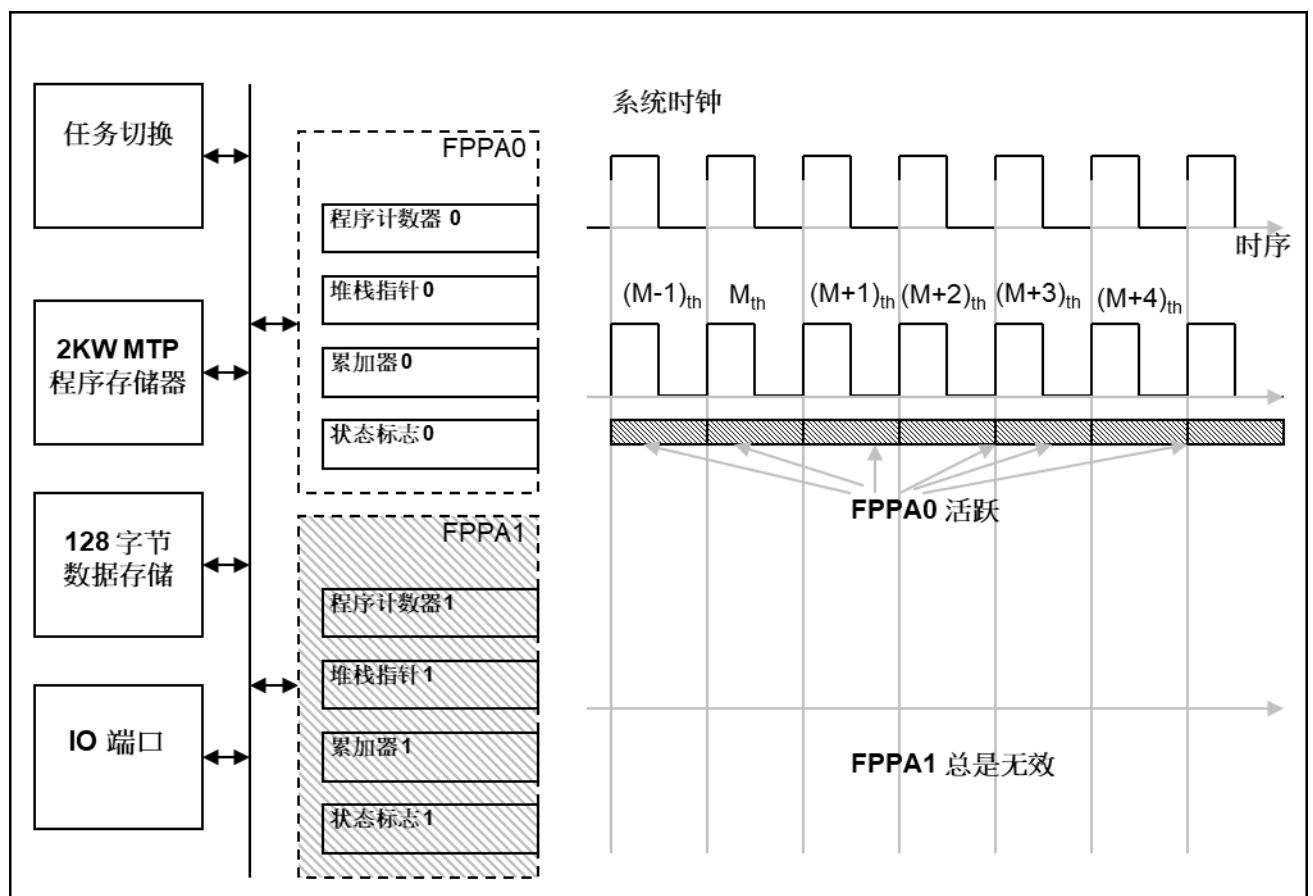 任务切换
2KW MTP
程序存储器
128 字节
数据存储
IO 端口
FPPA0
程序计数器 0
堆栈指针0
累加器0
状态标志0
FPPA1
程序计数器1
堆栈指针1
累加器1
状态标志1
系统时钟
时序
(M-1)th Mth (M+1)th (M+2)th (M+3)th (M+4)th
FPPA0 活跃
FPPA1 总是无效